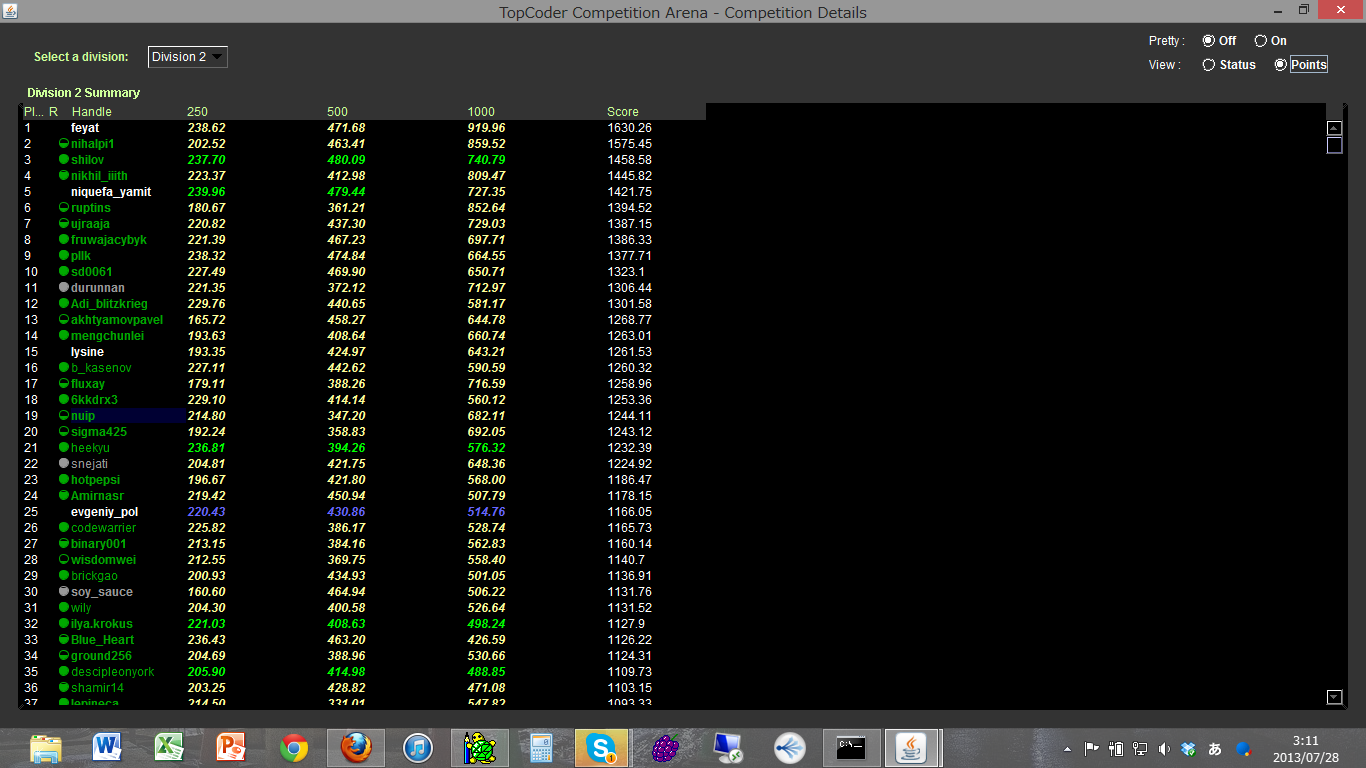 TopCoder Competition Arena - Competition Details
Pretty : Off On
Select a division: Division 2
View : Status Points
Division 2 Summary
Pl... R Handle 250 500 1000 Score
1 feyat 238.62 471.68 919.96 1630.26
2 nihalpi1 202.52 463.41 859.52 1575.45
3 shilov 237.70 480.09 740.79 1458.58
4 nikhil_iiith 223.37 412.98 809.47 1445.82
5 niquefa_yamit 239.96 479.44 727.35 1421.75
6 ruptins 180.67 361.21 852.64 1394.52
7 ujraaja 220.82 437.30 729.03 1387.15
8 fruwajacybyk 221.39 467.23 697.71 1386.33
9 pllk 238.32 474.84 664.55 1377.71
10 sd0061 227.49 469.90 650.71 1323.1
11 durunnan 221.35 372.12 712.97 1306.44
12 Adi_blitzkrieg 229.76 440.65 581.17 1301.58
13 akhtyamovpavel 165.72 458.27 644.78 1268.77
14 mengchunlei 193.63 408.64 660.74 1263.01
15 lysine 193.35 424.97 643.21 1261.53
16 b_kasenov 227.11 442.62 590.59 1260.32
17 fluxay 179.11 388.26 716.59 1258.96
18 6kkdrx3 229.10 414.14 560.12 1253.36
19 nuip 214.80 347.20 682.11 1244.11
20 sigma425 192.24 358.83 692.05 1243.12
21 heekyu 236.81 394.26 576.32 1232.39
22 snejati 204.81 421.75 648.36 1224.92
23 hotpepsi 196.67 421.80 568.00 1186.47
24 Amirnasr 219.42 450.94 507.79 1178.15
25 evgeniy_pol 220.43 430.86 514.76 1166.05
26 codewarrier 225.82 386.17 528.74 1165.73
27 binary001 213.15 384.16 562.83 1160.14
28 wisdomwei 212.55 369.75 558.40 1140.7
29 brickgao 200.93 434.93 501.05 1136.91
30 soy_sauce 160.60 464.94 506.22 1131.76
31 wily 204.30 400.58 526.64 1131.52
32 ilya.krokus 221.03 408.63 498.24 1127.9
33 Blue_Heart 236.43 463.20 426.59 1126.22
34 ground256 204.69 388.96 530.66 1124.31
35 descipleonyork 205.90 414.98 488.85 1109.73
36 shamir14 203.25 428.82 471.08 1103.15
37 lepineca 214.50 331.01 547.82 1093.33
C:\_
1
あ
3:11
2013/07/28